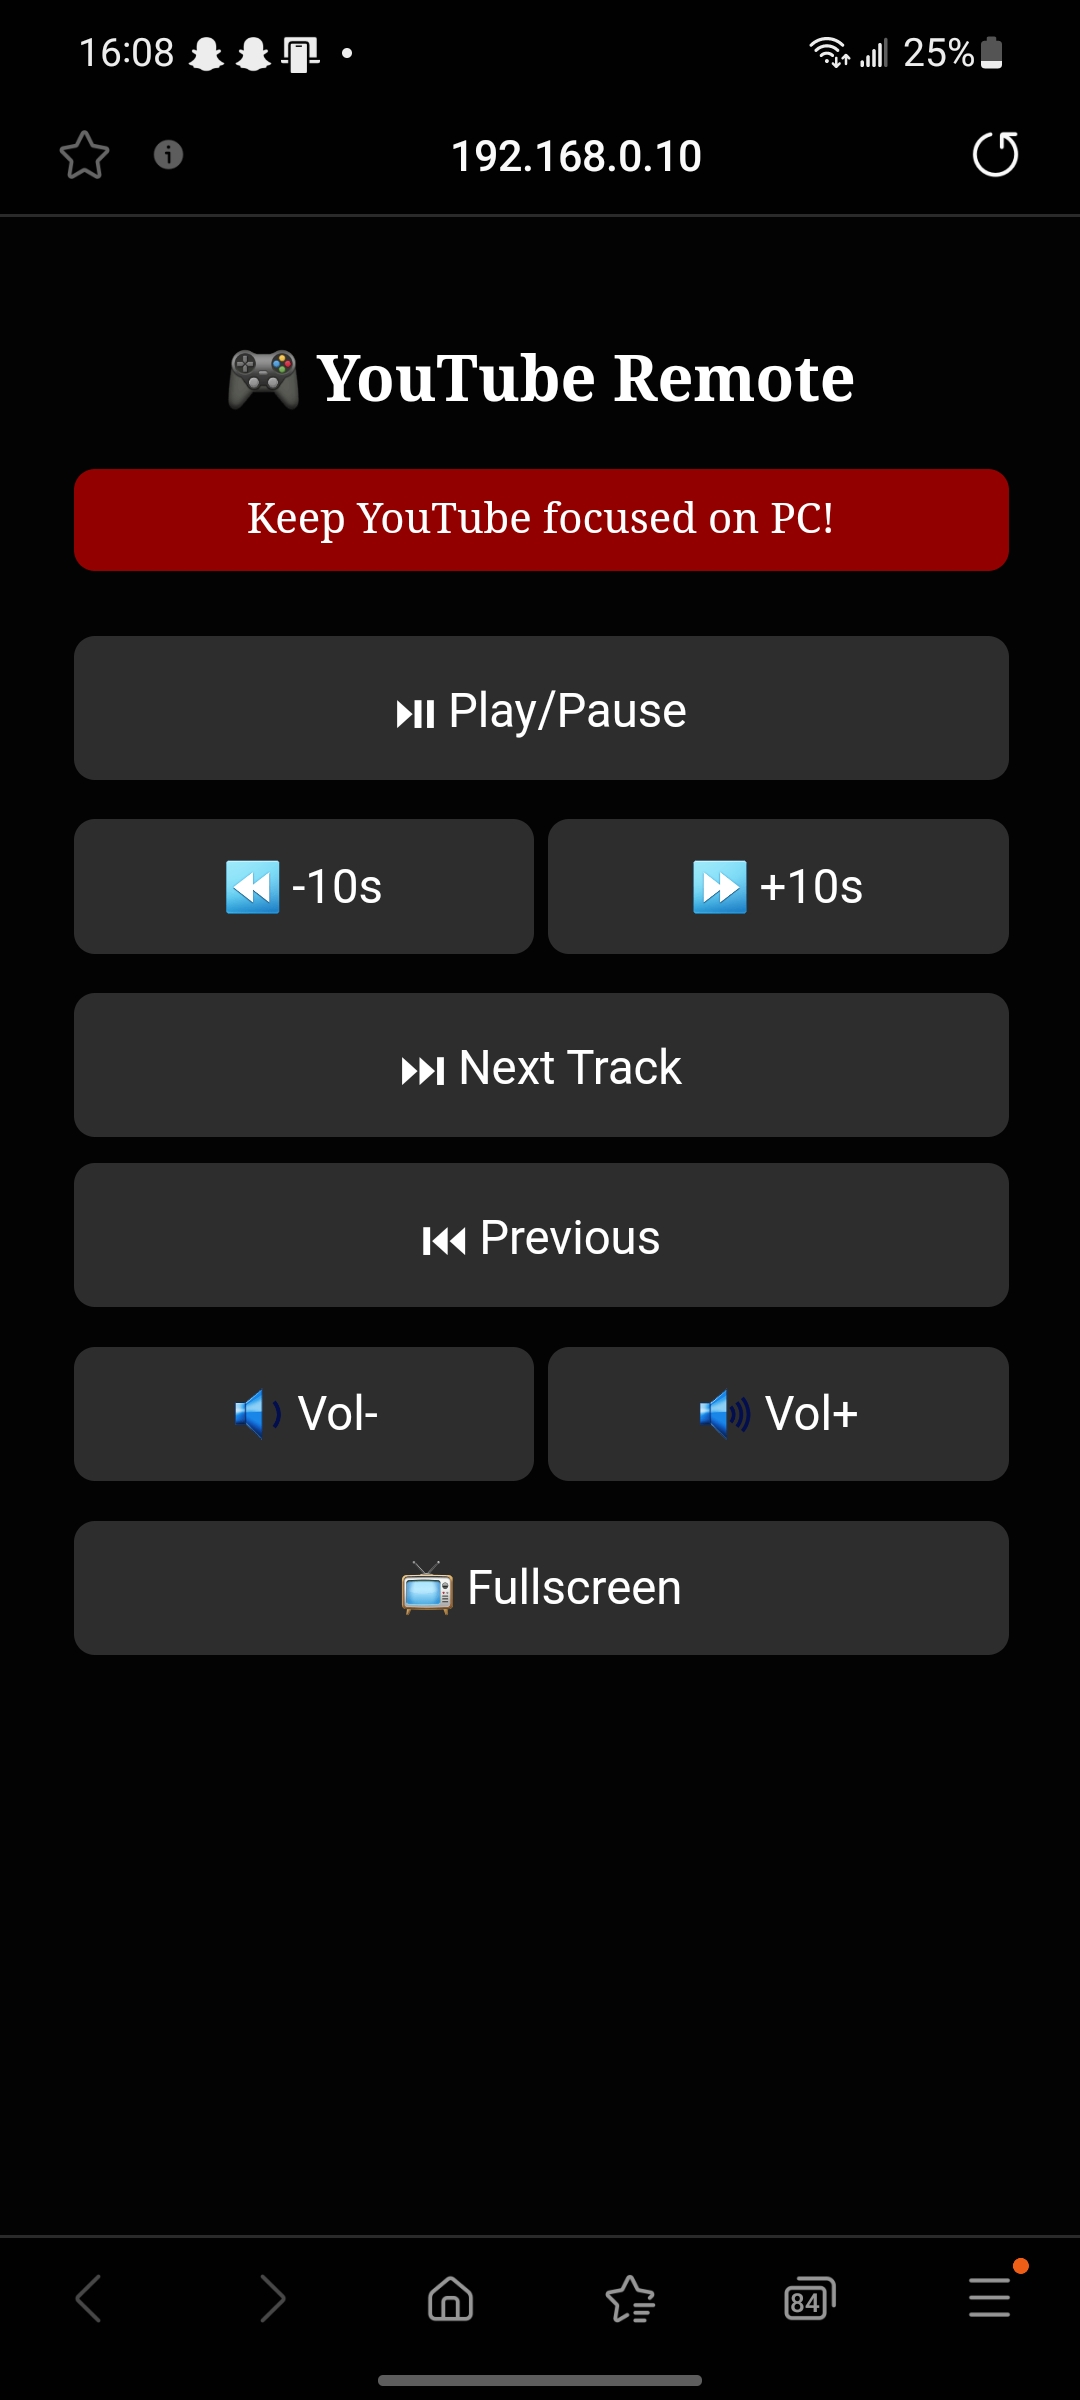 16:08
25%
192.168.0.10
🎮 YouTube Remote
Keep YouTube focused on PC!
⏯ Play/Pause
⏪ -10s
⏩ +10s
⏭ Next Track
⏮ Previous
🔉 Vol-
🔊 Vol+
📺 Fullscreen
84